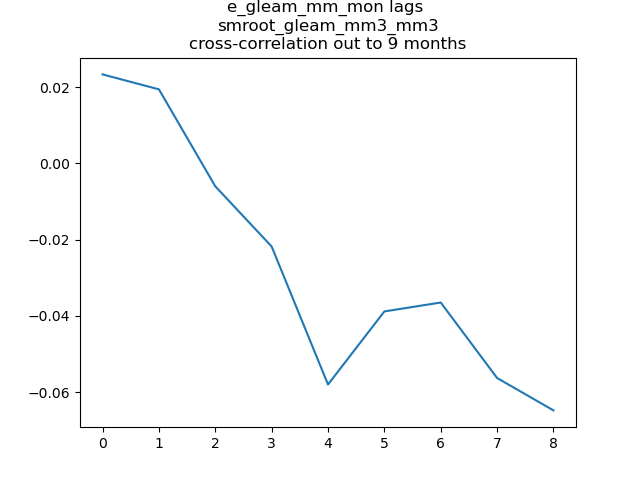 e_gleam_mm_mon lags
smroot_gleam_mm3_mm3
cross-correlation out to 9 months
0.02
0.00
−0.02
−0.04
−0.06
0 1 2 3 4 5 6 7 8